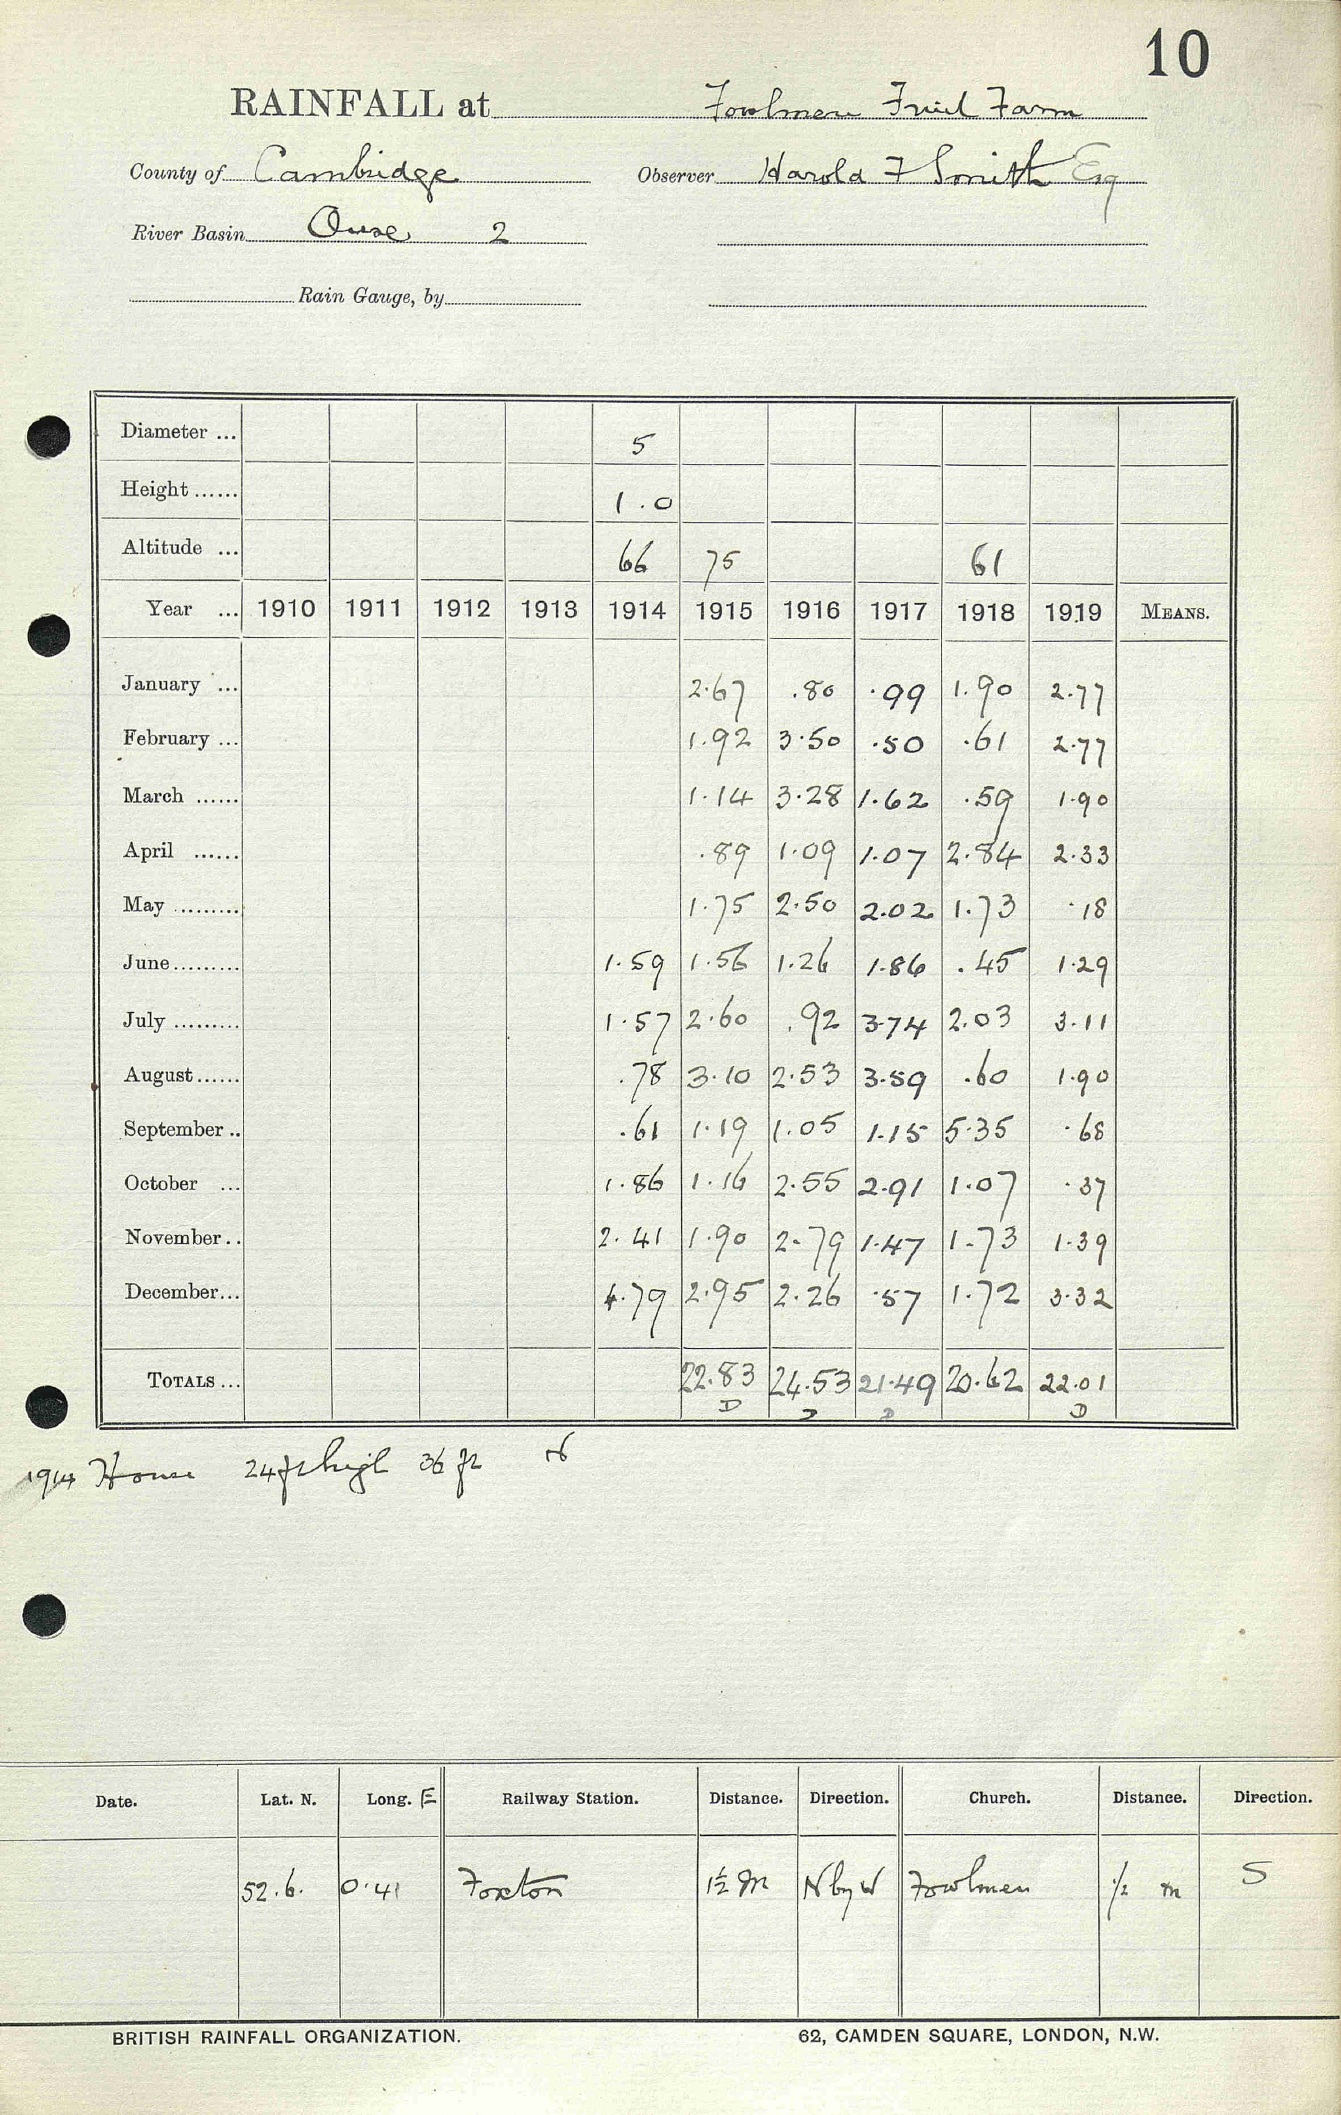 10
RAINFALL at Fowlmere Fruit Farm
County of Cambridge Observer Harold F Smith Esq
River Basin Ouse 2
Rain Gauge, by
Diameter ... 5
Height ...... 1.0
Altitude ... 66 75 61
Year ... 1910 1911 1912 1913 1914 1915 1916 1917 1918 1919 MEANS.
January ... 2.67 .80 .99 1.90 2.77
February ... 1.92 3.50 .50 .61 2.77
March ...... 1.14 3.28 1.62 .59 1.90
April ...... .89 1.09 1.07 2.84 2.33
May ......... 1.75 2.50 2.02 1.73 .18
June......... 1.59 1.56 1.26 1.86 .45 1.29
July ......... 1.57 2.60 .92 3.74 2.03 3.11
August...... .78 3.10 2.53 3.59 .60 1.90
September .. .61 1.19 1.05 1.15 5.35 .68
October ... 1.86 1.16 2.55 2.91 1.07 .37
November.. 2.41 1.90 2.79 1.47 1.73 1.39
December... 4.79 2.95 2.26 .57 1.72 3.32
TOTALS ... 22.83 24.53 21.49 20.62 22.01
D D D D
1914 House 24ft high 36 ft N
Date. Lat. N. Long. E Railway Station. Distance. Direction. Church. Distance. Direction.
52.6. 0.41 Foxton 1½ m N by W Fowlmere ½ m S
BRITISH RAINFALL ORGANIZATION. 62, CAMDEN SQUARE, LONDON, N.W.